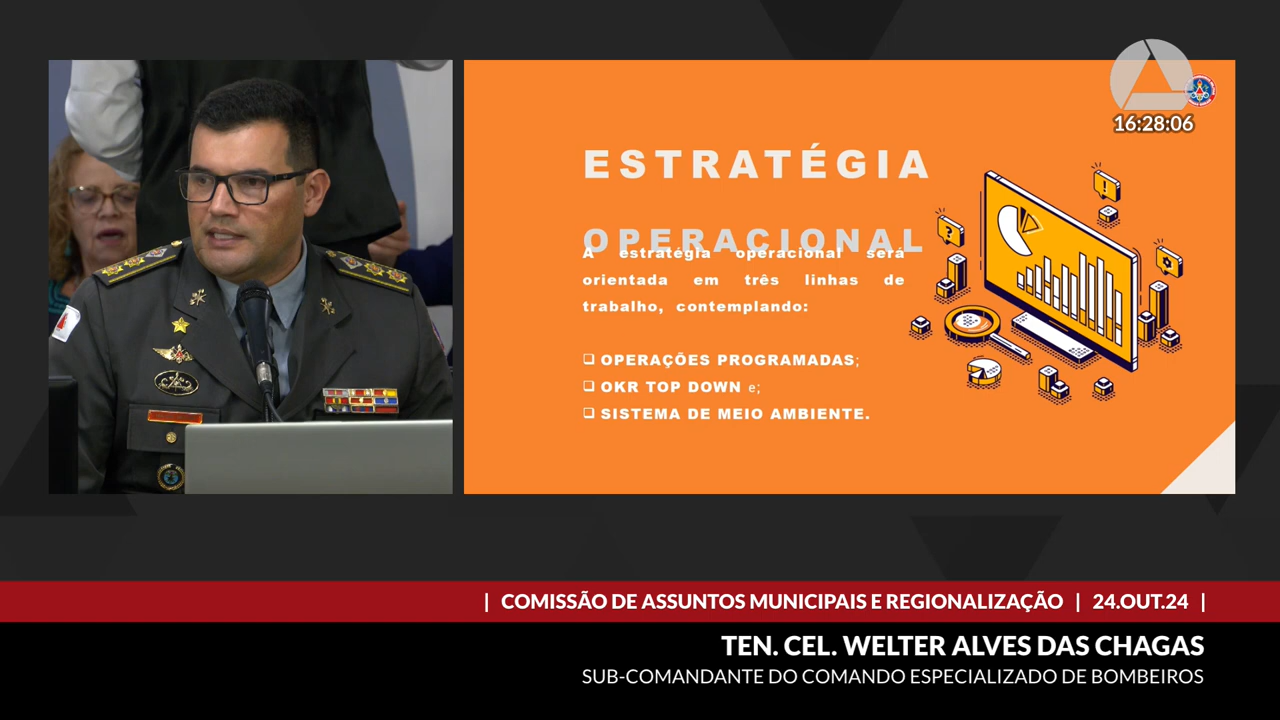 16:28:06
ESTRATÉGIA
OPERACIONAL
A estratégia operacional será
orientada em três linhas de
trabalho, contemplando:
OPERAÇÕES PROGRAMADAS;
OKR TOP DOWN e;
SISTEMA DE MEIO AMBIENTE.
| COMISSÃO DE ASSUNTOS MUNICIPAIS E REGIONALIZAÇÃO | 24.OUT.24 |
TEN. CEL. WELTER ALVES DAS CHAGAS
SUB-COMANDANTE DO COMANDO ESPECIALIZADO DE BOMBEIROS